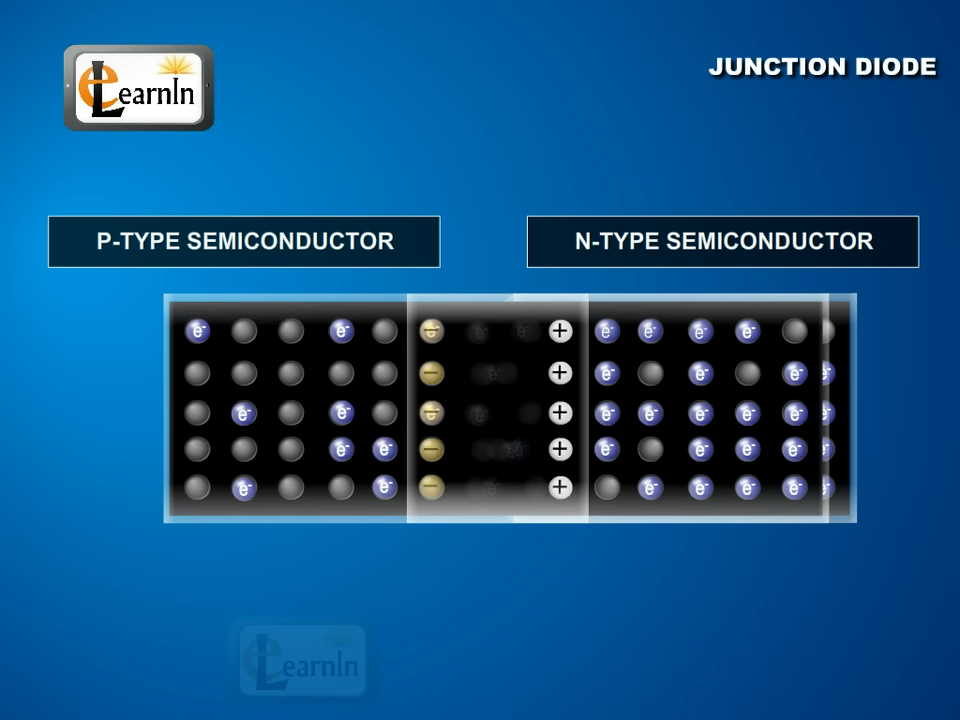 eLearnIn
JUNCTION DIODE
P-TYPE SEMICONDUCTOR
N-TYPE SEMICONDUCTOR
e- e- − + e- e- e- e-
− + e- e- e- e-
e- e- − + e- e- e- e- e- e-
e- e- − + e- e- e- e- e-
e- e- − + e- e- e- e- e-
eLearnIn